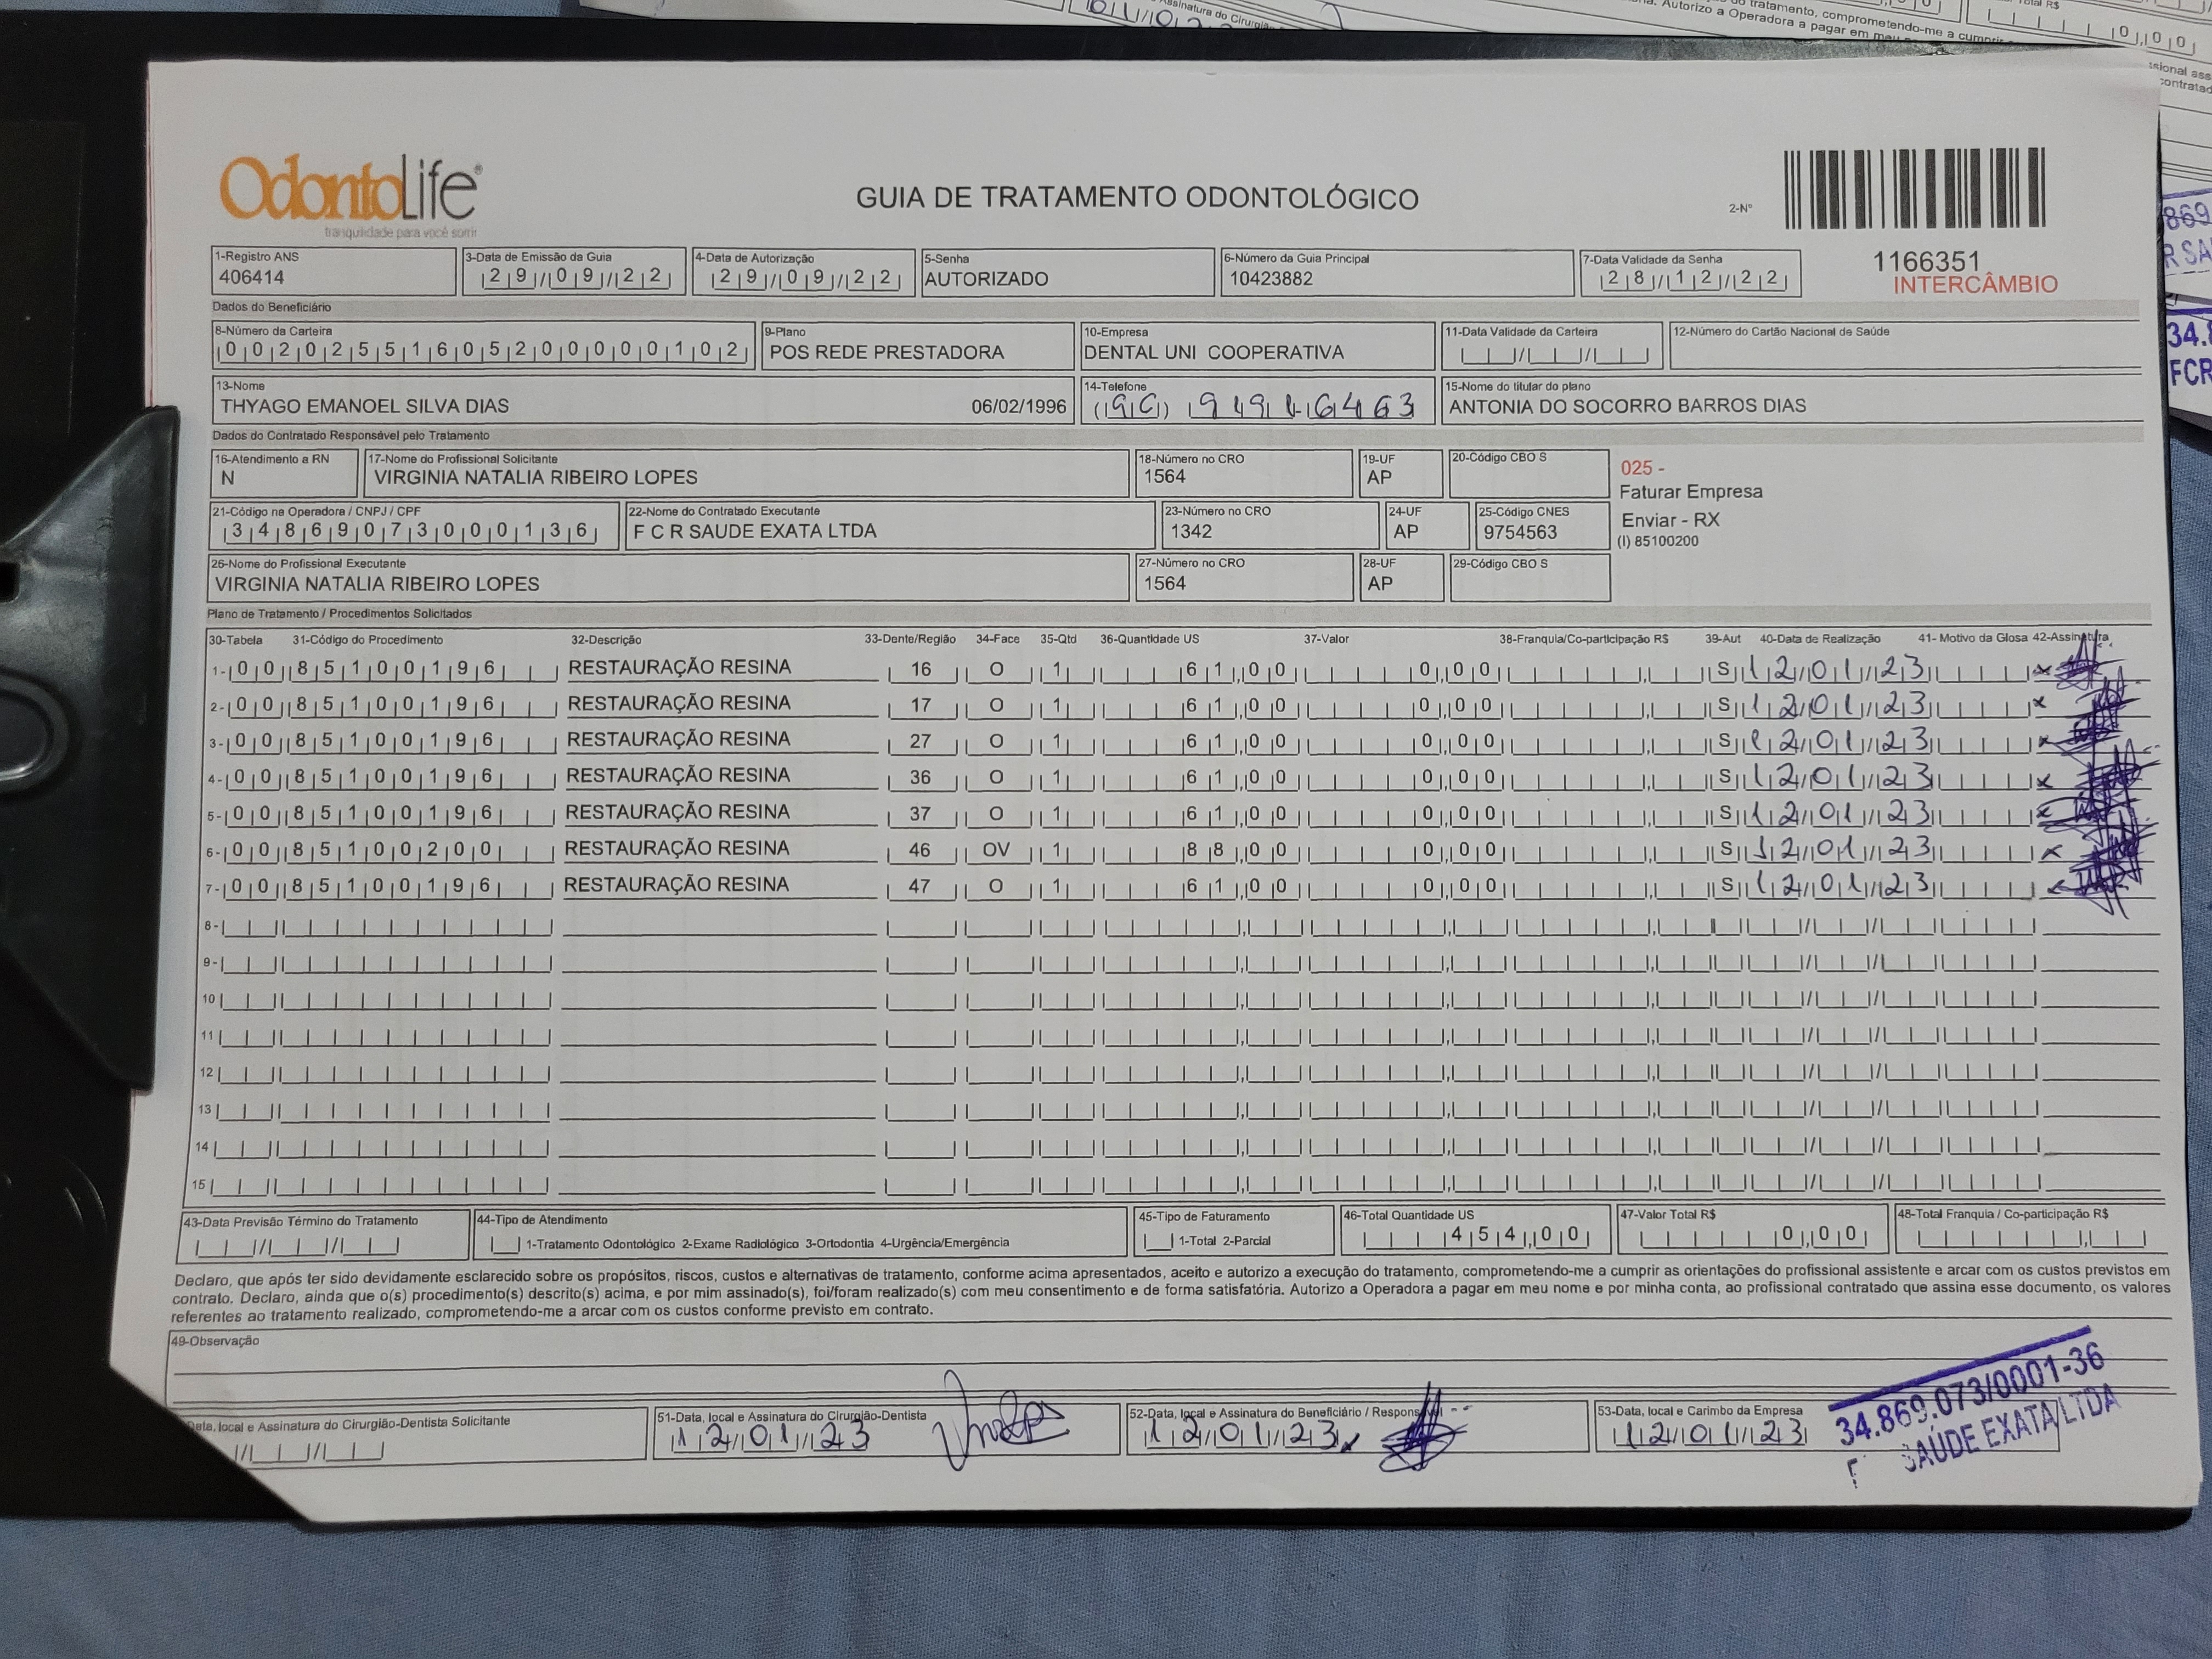 OdontoLife®
tranquilidade para você sorrir
GUIA DE TRATAMENTO ODONTOLÓGICO
2-Nº
1166351
INTERCÂMBIO
1-Registro ANS
406414
3-Data de Emissão da Guia
29/09/22
4-Data de Autorização
29/09/22
5-Senha
AUTORIZADO
6-Número da Guia Principal
10423882
7-Data Validade da Senha
28/12/22
Dados do Beneficiário
8-Número da Carteira
00202551605200000102
9-Plano
POS REDE PRESTADORA
10-Empresa
DENTAL UNI COOPERATIVA
11-Data Validade da Carteira
12-Número do Cartão Nacional de Saúde
13-Nome
THYAGO EMANOEL SILVA DIAS 06/02/1996
14-Telefone
15-Nome do titular do plano
ANTONIA DO SOCORRO BARROS DIAS
Dados do Contratado Responsável pelo Tratamento
16-Atendimento a RN
N
17-Nome do Profissional Solicitante
VIRGINIA NATALIA RIBEIRO LOPES
18-Número no CRO
1564
19-UF
AP
20-Código CBO S
025 -
Faturar Empresa
Enviar - RX
(I) 85100200
21-Código na Operadora / CNPJ / CPF
34869073000136
22-Nome do Contratado Executante
F C R SAUDE EXATA LTDA
23-Número no CRO
1342
24-UF
AP
25-Código CNES
9754563
26-Nome do Profissional Executante
VIRGINIA NATALIA RIBEIRO LOPES
27-Número no CRO
1564
28-UF
AP
29-Código CBO S
Plano de Tratamento / Procedimentos Solicitados
30-Tabela 31-Código do Procedimento 32-Descrição 33-Dente/Região 34-Face 35-Qtd 36-Quantidade US 37-Valor 38-Franquia/Co-participação R$ 39-Aut 40-Data de Realização 41- Motivo da Glosa 42-Assinatura
1- 00 85100196 RESTAURAÇÃO RESINA 16 O 1 61,00 0,00 S 12/01/23
2- 00 85100196 RESTAURAÇÃO RESINA 17 O 1 61,00 0,00 S 12/01/23
3- 00 85100196 RESTAURAÇÃO RESINA 27 O 1 61,00 0,00 S 12/01/23
4- 00 85100196 RESTAURAÇÃO RESINA 36 O 1 61,00 0,00 S 12/01/23
5- 00 85100196 RESTAURAÇÃO RESINA 37 O 1 61,00 0,00 S 12/01/23
6- 00 85100200 RESTAURAÇÃO RESINA 46 OV 1 88,00 0,00 S 12/01/23
7- 00 85100196 RESTAURAÇÃO RESINA 47 O 1 61,00 0,00 S 12/01/23
8-
9-
10
11
12
13
14
15
43-Data Previsão Término do Tratamento
44-Tipo de Atendimento
1-Tratamento Odontológico 2-Exame Radiológico 3-Ortodontia 4-Urgência/Emergência
45-Tipo de Faturamento
1-Total 2-Parcial
46-Total Quantidade US
454,00
47-Valor Total R$
0,00
48-Total Franquia / Co-participação R$
Declaro, que após ter sido devidamente esclarecido sobre os propósitos, riscos, custos e alternativas de tratamento, conforme acima apresentados, aceito e autorizo a execução do tratamento, comprometendo-me a cumprir as orientações do profissional assistente e arcar com os custos previstos em
contrato. Declaro, ainda que o(s) procedimento(s) descrito(s) acima, e por mim assinado(s), foi/foram realizado(s) com meu consentimento e de forma satisfatória. Autorizo a Operadora a pagar em meu nome e por minha conta, ao profissional contratado que assina esse documento, os valores
referentes ao tratamento realizado, comprometendo-me a arcar com os custos conforme previsto em contrato.
49-Observação
Data, local e Assinatura do Cirurgião-Dentista Solicitante
51-Data, local e Assinatura do Cirurgião-Dentista
12/01/23
52-Data, local e Assinatura do Beneficiário / Respons
12/01/23
53-Data, local e Carimbo da Empresa
12/01/23
34.869.073/0001-36
SAÚDE EXATA LTDA